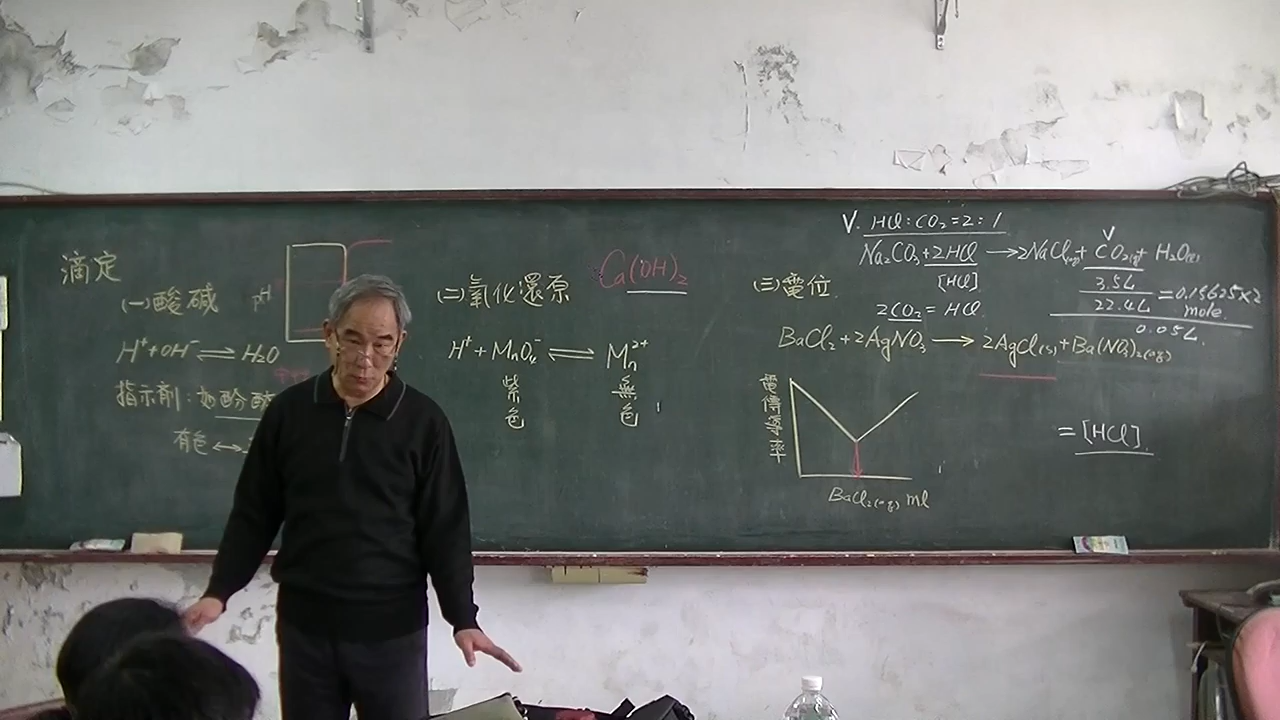 滴定
(一)酸碱
pH
H⁺+OH⁻⇌H₂O
指示劑:如酚酞
有色↔
(二)氧化還原
Ca(OH)₂
H⁺+MnO₄⁻⇌Mn²⁺
紫色
無色
(三)電位
BaCl₂+2AgNO₃→2AgCl(s)+Ba(NO₃)₂(aq)
電導率
BaCl₂(aq) ml
V. HCl:CO₂=2:1
Na₂CO₃+2HCl→2NaCl(aq)+CO₂(g)+H₂O(l)
V
[HCl]
2CO₂=HCl
3.5L
22.4L
=0.15625×2
mole
0.05L
=[HCl]